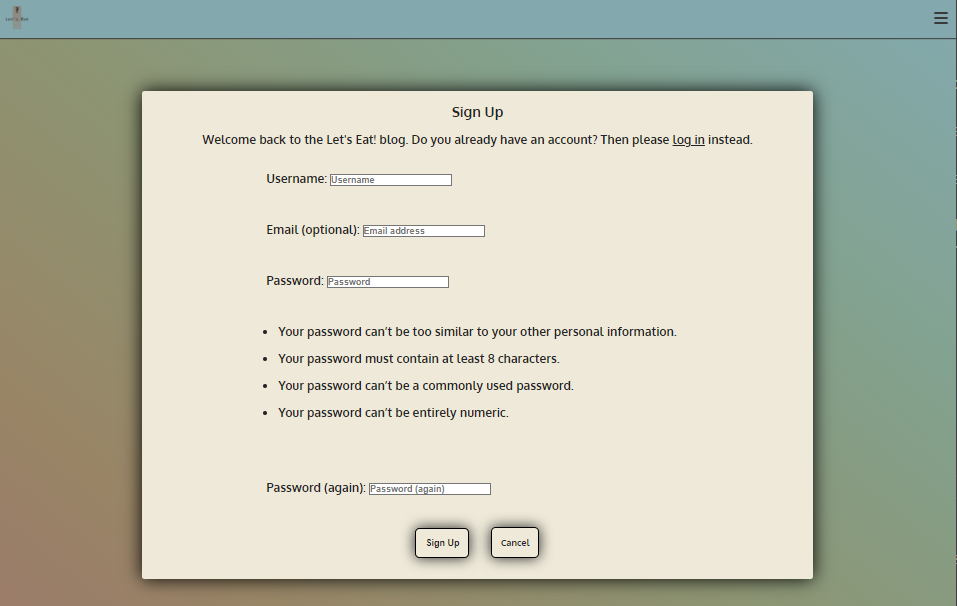 Sign Up
Welcome back to the Let's Eat! blog. Do you already have an account? Then please log in instead.
Username: Username
Email (optional): Email address
Password: Password
• Your password can't be too similar to your other personal information.
• Your password must contain at least 8 characters.
• Your password can't be a commonly used password.
• Your password can't be entirely numeric.
Password (again): Password (again)
Sign Up Cancel